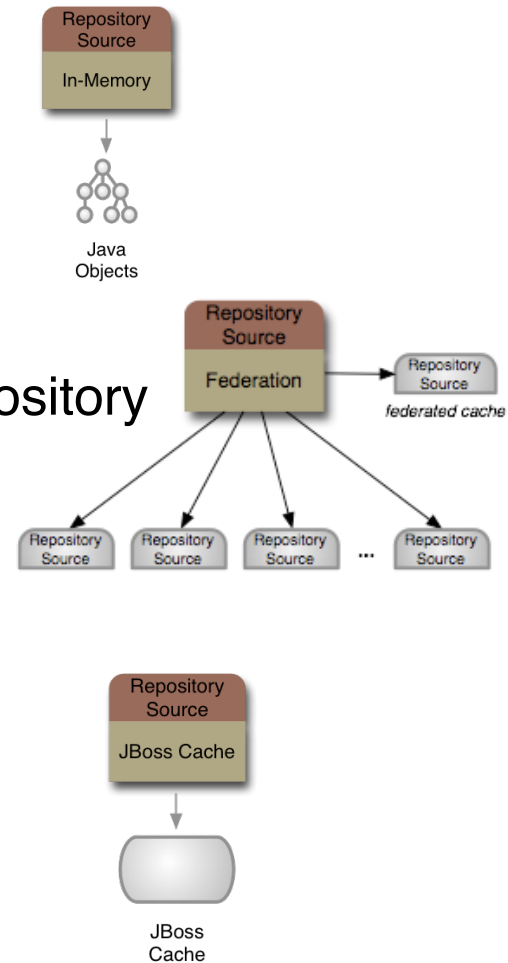 Repository
Source
In-Memory
Java
Objects
Repository
Source
Federation
Repository
Source
federated cache
ository
Repository
Source
Repository
Source
Repository
Source
...
Repository
Source
Repository
Source
JBoss Cache
JBoss
Cache